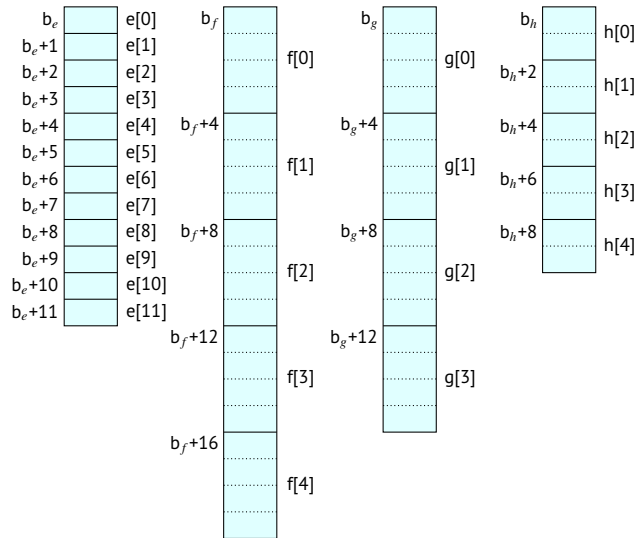 b_e e[0]
b_e+1 e[1]
b_e+2 e[2]
b_e+3 e[3]
b_e+4 e[4]
b_e+5 e[5]
b_e+6 e[6]
b_e+7 e[7]
b_e+8 e[8]
b_e+9 e[9]
b_e+10 e[10]
b_e+11 e[11]
b_f
f[0]
b_f+4
f[1]
b_f+8
f[2]
b_f+12
f[3]
b_f+16
f[4]
b_g
g[0]
b_g+4
g[1]
b_g+8
g[2]
b_g+12
g[3]
b_h
h[0]
b_h+2
h[1]
b_h+4
h[2]
b_h+6
h[3]
b_h+8
h[4]